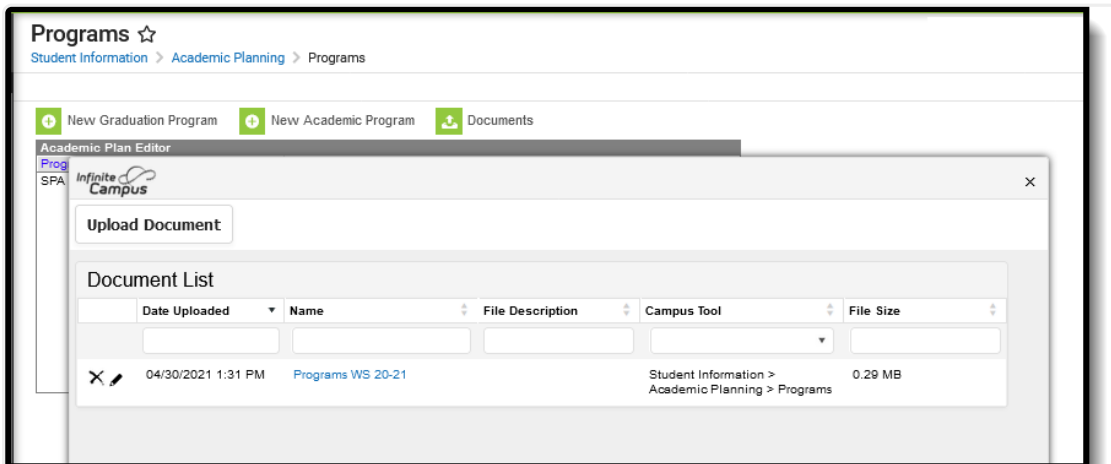 Programs
Student Information > Academic Planning > Programs
New Graduation Program New Academic Program Documents
Academic Plan Editor
Prog
SPA
Infinite
Campus
×
Upload Document
Document List
Date Uploaded Name File Description Campus Tool File Size
04/30/2021 1:31 PM Programs WS 20-21 Student Information > 0.29 MB
Academic Planning > Programs